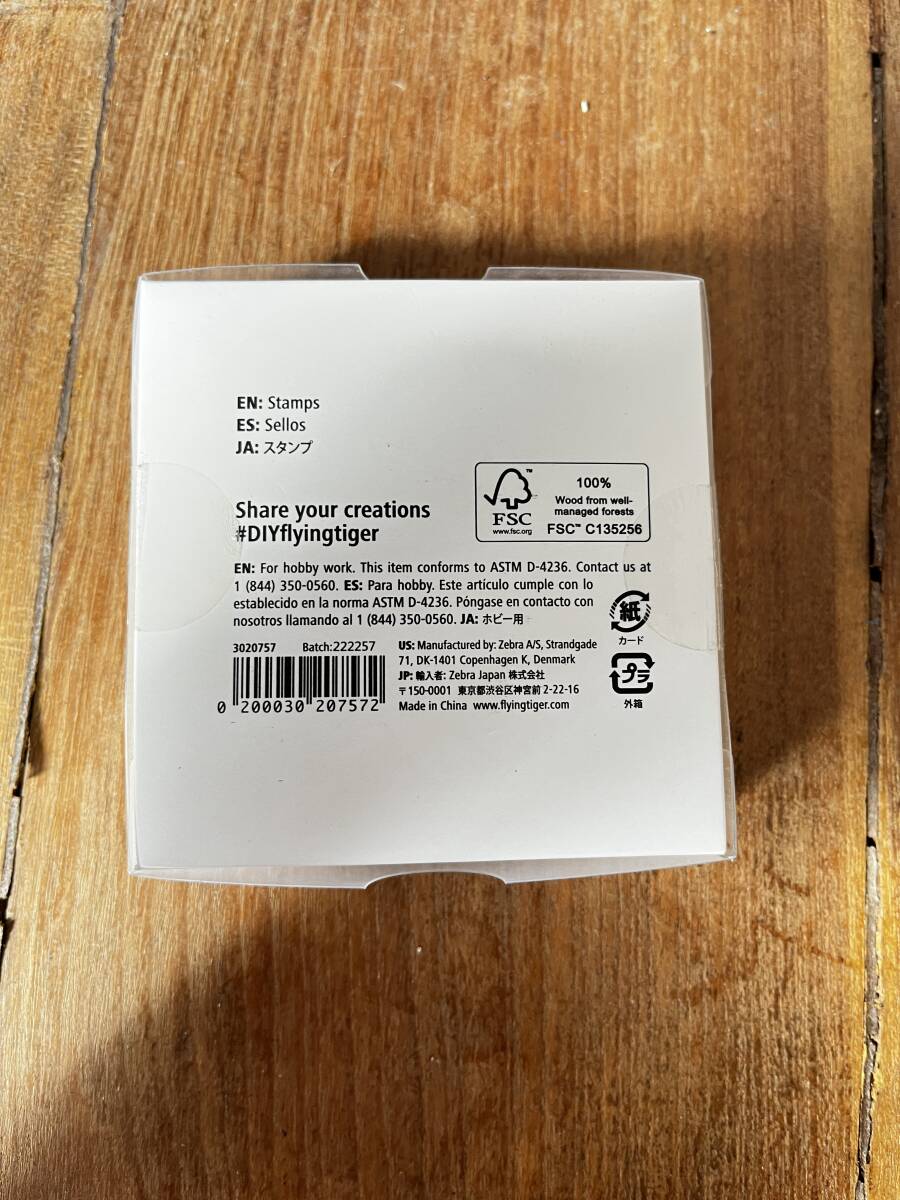 EN: Stamps
ES: Sellos
JA: スタンプ
Share your creations
#DIYflyingtiger
FSC™
www.fsc.org
100%
Wood from well-
managed forests
FSC™ C135256
EN: For hobby work. This item conforms to ASTM D-4236. Contact us at
1 (844) 350-0560. ES: Para hobby. Este artículo cumple con lo
establecido en la norma ASTM D-4236. Póngase en contacto con
nosotros llamando al 1 (844) 350-0560. JA: ホビー用
紙
カード
プラ
外箱
3020757 Batch:222257
0 200030 207572
US: Manufactured by: Zebra A/S, Strandgade
71, DK-1401 Copenhagen K, Denmark
JP: 輸入者: Zebra Japan 株式会社
〒150-0001 東京都渋谷区神宮前 2-22-16
Made in China www.flyingtiger.com